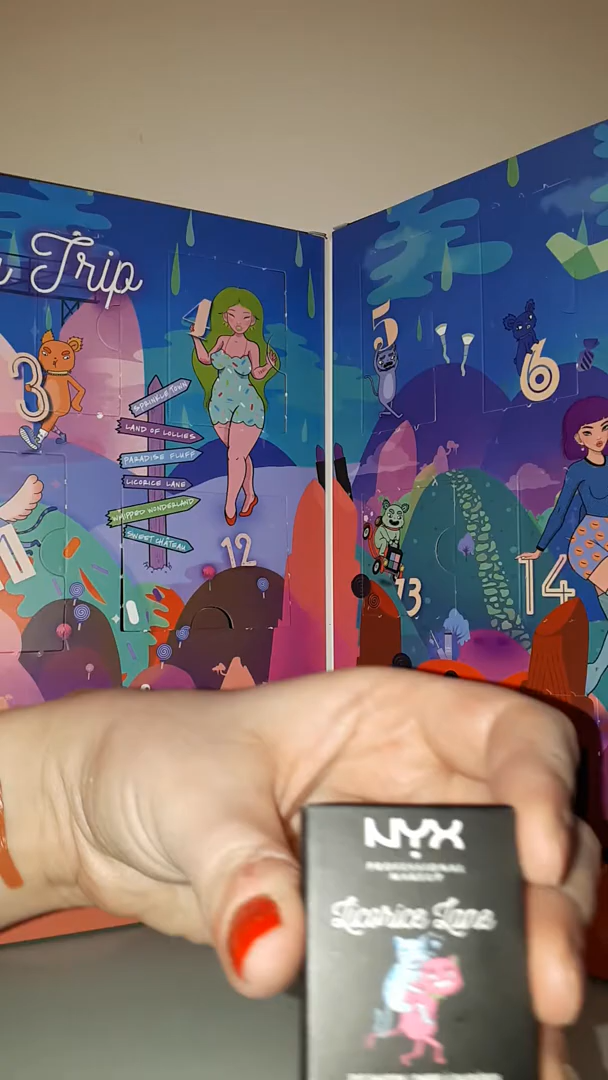 Trip
3
4
5
6
SPRINKLE TOWN
LAND OF LOLLIES
PARADISE FLUFF
LICORICE LANE
WHIPPED WONDERLAND
SWEET CHATEAU
12
13
14
NYX
PROFESSIONAL
MAKEUP
Licorice Lane